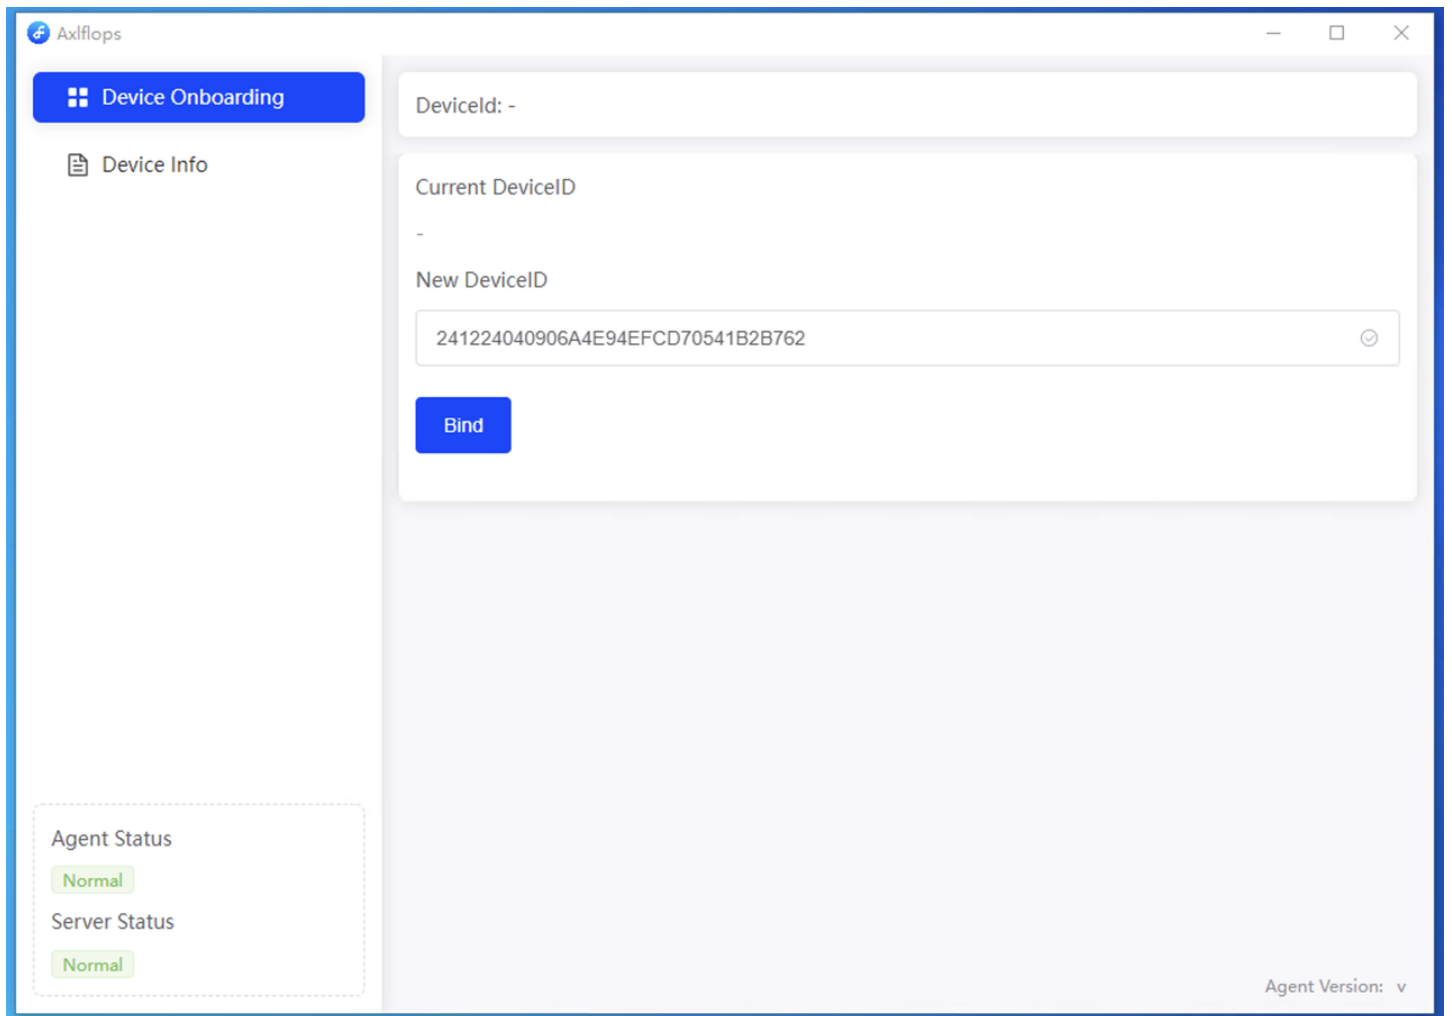 Axlflops
Device Onboarding
Device Info
DeviceId: -
Current DeviceID
-
New DeviceID
241224040906A4E94EFCD70541B2B762
Bind
Agent Status
Normal
Server Status
Normal
Agent Version: v